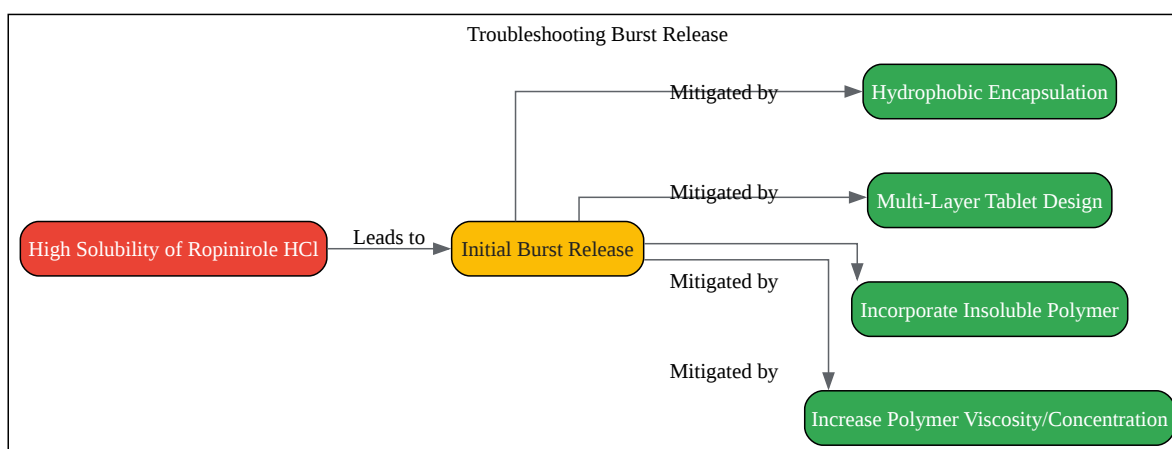 Troubleshooting Burst Release
High Solubility of Ropinirole HCl
Leads to
Initial Burst Release
Mitigated by
Hydrophobic Encapsulation
Mitigated by
Multi-Layer Tablet Design
Mitigated by
Incorporate Insoluble Polymer
Mitigated by
Increase Polymer Viscosity/Concentration